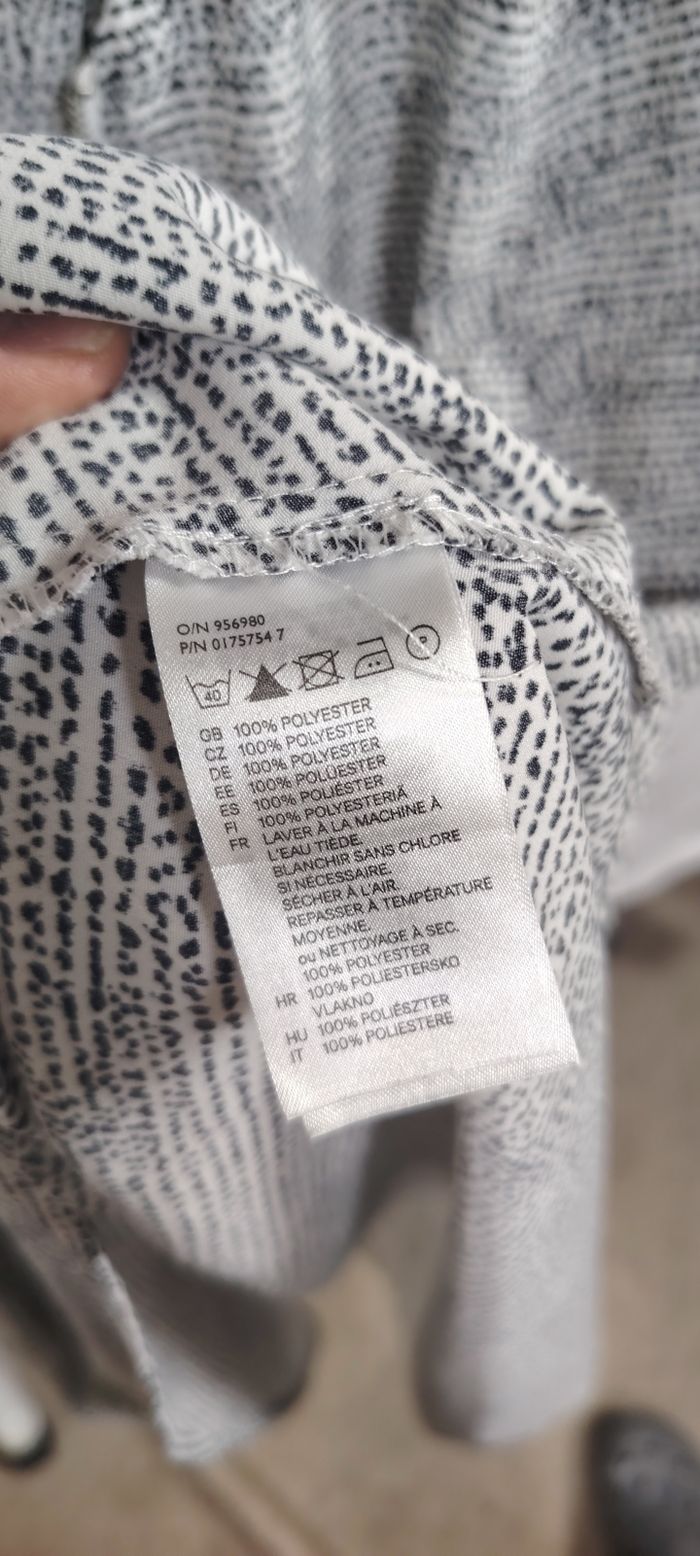 O/N 956980
P/N 0175754 7
40
GB 100% POLYESTER
CZ 100% POLYESTER
DE 100% POLYESTER
EE 100% POLÜESTER
ES 100% POLIÉSTER
FI 100% POLYESTERIÄ
FR LAVER À LA MACHINE À
L'EAU TIÈDE.
BLANCHIR SANS CHLORE
SI NÉCESSAIRE.
SÉCHER À L'AIR.
REPASSER À TEMPÉRATURE
MOYENNE.
ou NETTOYAGE À SEC.
100% POLYESTER
HR 100% POLIESTERSKO
VLAKNO
HU 100% POLIÉSZTER
IT 100% POLIESTERE